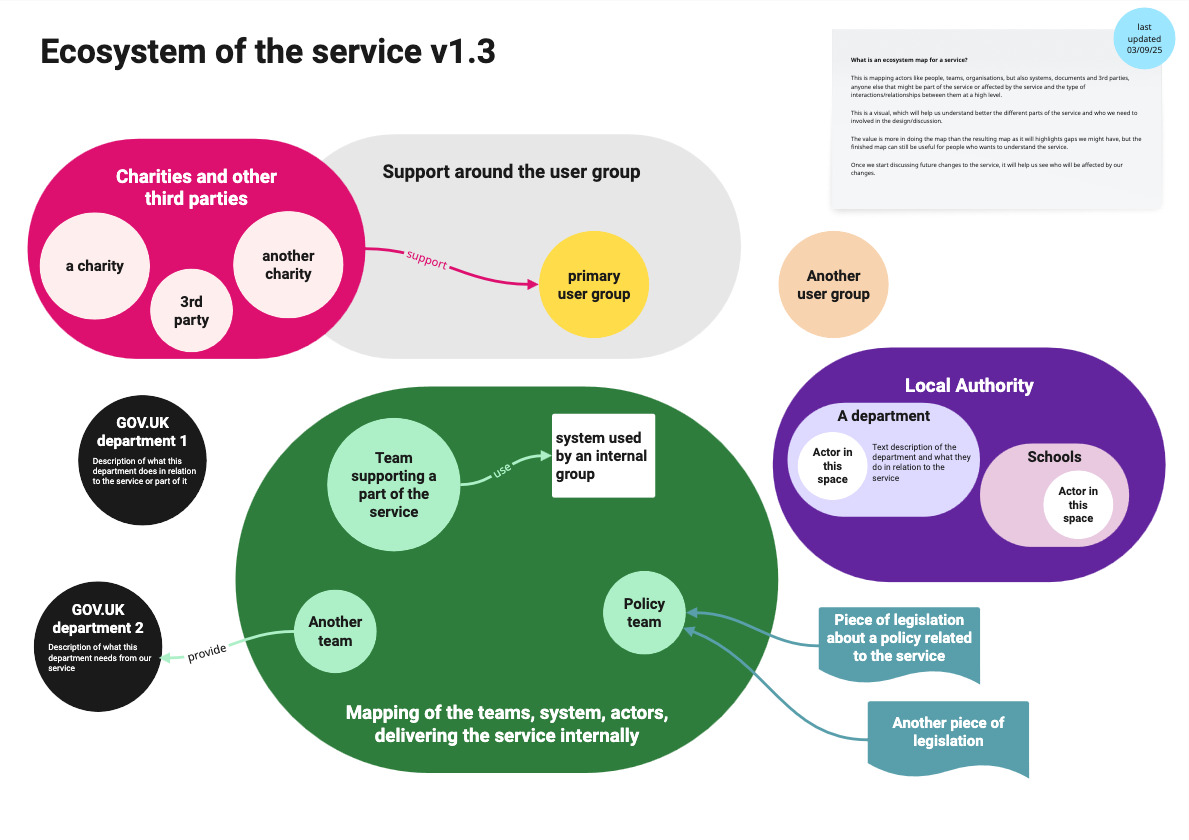 Ecosystem of the service v1.3
last
updated
03/09/25
What is an ecosystem map for a service?
This is mapping actors like people, teams, organisations, but also systems, documents and 3rd parties,
anyone else that might be part of the service or affected by the service and the type of
interactions/relationships between them at a high level.
This is a visual, which will help us understand better the different parts of the service and who we need to
involved in the design/discussion.
The value is more in doing the map than the resulting map as it will highlights gaps we might have, but the
finished map can still be useful for people who wants to understand the service.
Once we start discussing future changes to the service, it will help us see who will be affected by our
changes.
Charities and other
third parties
a charity
3rd
party
another
charity
Support around the user group
support
primary
user group
Another
user group
GOV.UK
department 1
Description of what this
department does in relation
to the service or part of it
GOV.UK
department 2
Description of what this
department needs from our
service
provide
Team
supporting a
part of the
service
use
system used
by an internal
group
Another
team
Policy
team
Mapping of the teams, system, actors,
delivering the service internally
Local Authority
A department
Actor in
this
space
Text description of the
department and what they
do in relation to the
service
Schools
Actor in
this
space
Piece of legislation
about a policy related
to the service
Another piece of
legislation